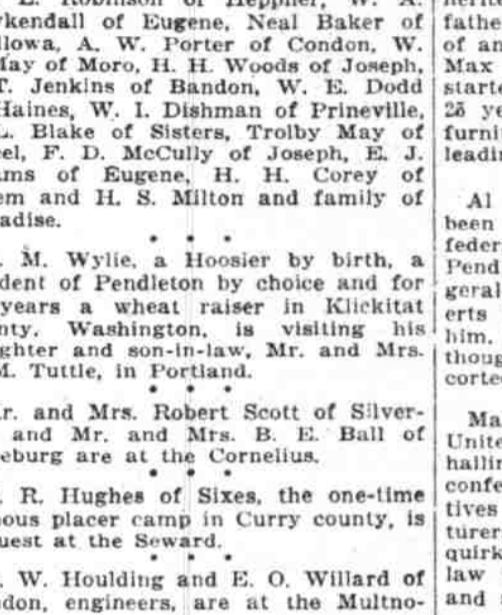 E. Robinson of Heppner, W. A.
ykendall of Eugene, Neal Baker of
llowa, A. W. Porter of Condon, W.
May of Moro, H. H. Woods of Joseph,
T. Jenkins of Bandon, W. E. Dodd
Haines, W. I. Dishman of Prineville,
L. Blake of Sisters, Trolby May of
cel, F. D. McCully of Joseph, E. J.
ams of Eugene, H. H. Corey of
em and H. S. Milton and family of
adise.
* * *
. M. Wylie, a Hoosier by birth, a
dent of Pendleton by choice and for
years a wheat raiser in Klickitat
nty, Washington, is visiting his
ghter and son-in-law, Mr. and Mrs.
M. Tuttle, in Portland.
* * *
r. and Mrs. Robert Scott of Silver-
and Mr. and Mrs. B. E. Ball of
eburg are at the Cornelius.
* * *
. R. Hughes of Sixes, the one-time
ous placer camp in Curry county, is
uest at the Seward.
* * *
. W. Houlding and E. O. Willard of
don, engineers, are at the Multno-
father
of an
Max
starte
25 ye
furni
leadin
Al
been
feder
Pend
geral
erts
him.
thoug
corte
Ma
Unite
hallin
confe
tives
turer
quirk
law
and